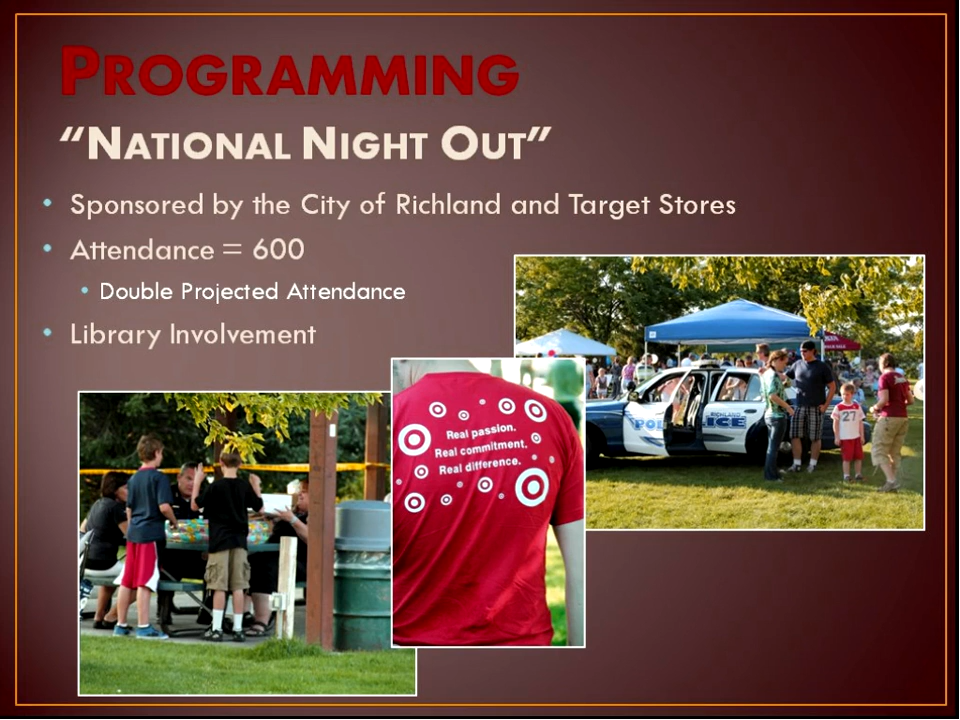 PROGRAMMING
“NATIONAL NIGHT OUT”
• Sponsored by the City of Richland and Target Stores
• Attendance = 600
• Double Projected Attendance
• Library Involvement
Real passion.
Real commitment.
Real difference.
RICHLAND
27